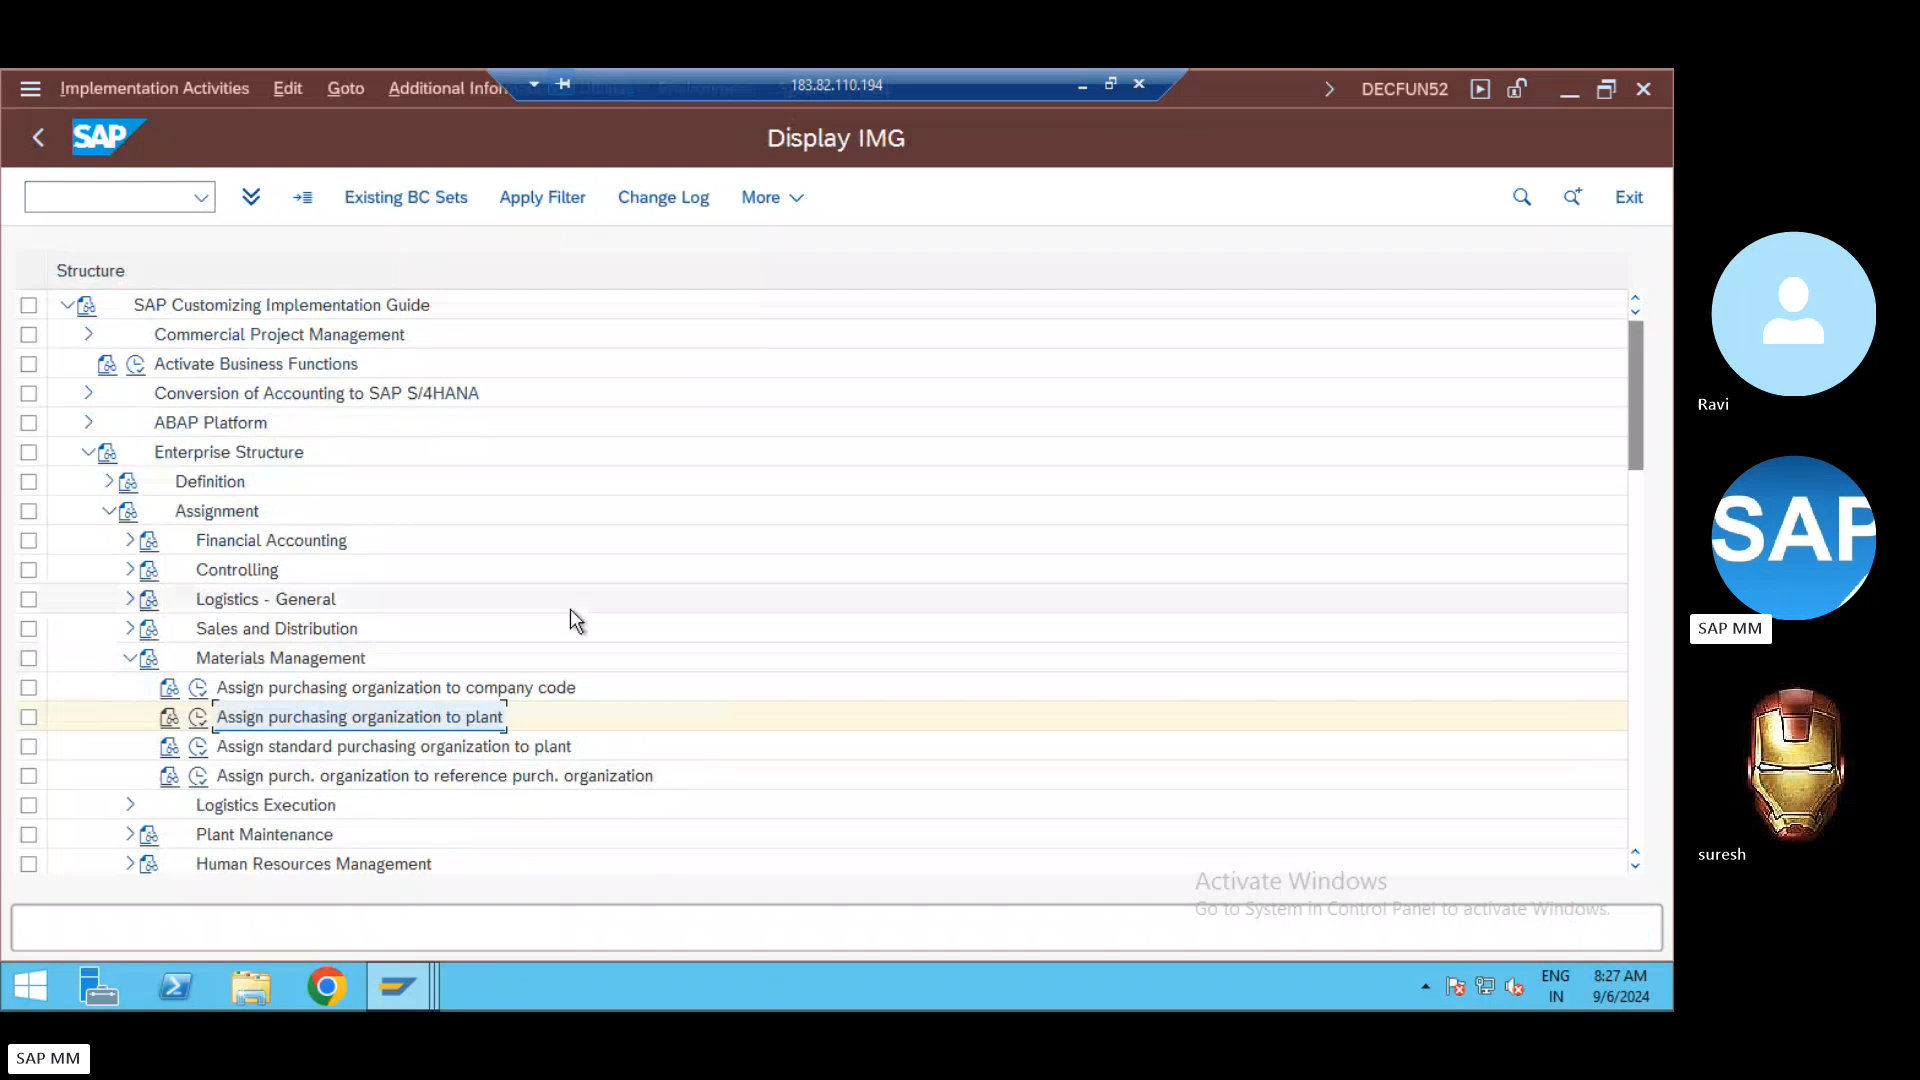 Implementation Activities Edit Goto Additional Infor 183.82.110.194 DECFUN52
SAP Display IMG
Existing BC Sets Apply Filter Change Log More Exit
Structure
SAP Customizing Implementation Guide
Commercial Project Management
Activate Business Functions
Conversion of Accounting to SAP S/4HANA
ABAP Platform
Enterprise Structure
Definition
Assignment
Financial Accounting
Controlling
Logistics - General
Sales and Distribution
Materials Management
Assign purchasing organization to company code
Assign purchasing organization to plant
Assign standard purchasing organization to plant
Assign purch. organization to reference purch. organization
Logistics Execution
Plant Maintenance
Human Resources Management
Activate Windows
Go to System in Control Panel to activate Windows.
ENG 8:27 AM
IN 9/6/2024
Ravi
SAP
SAP MM
suresh
SAP MM